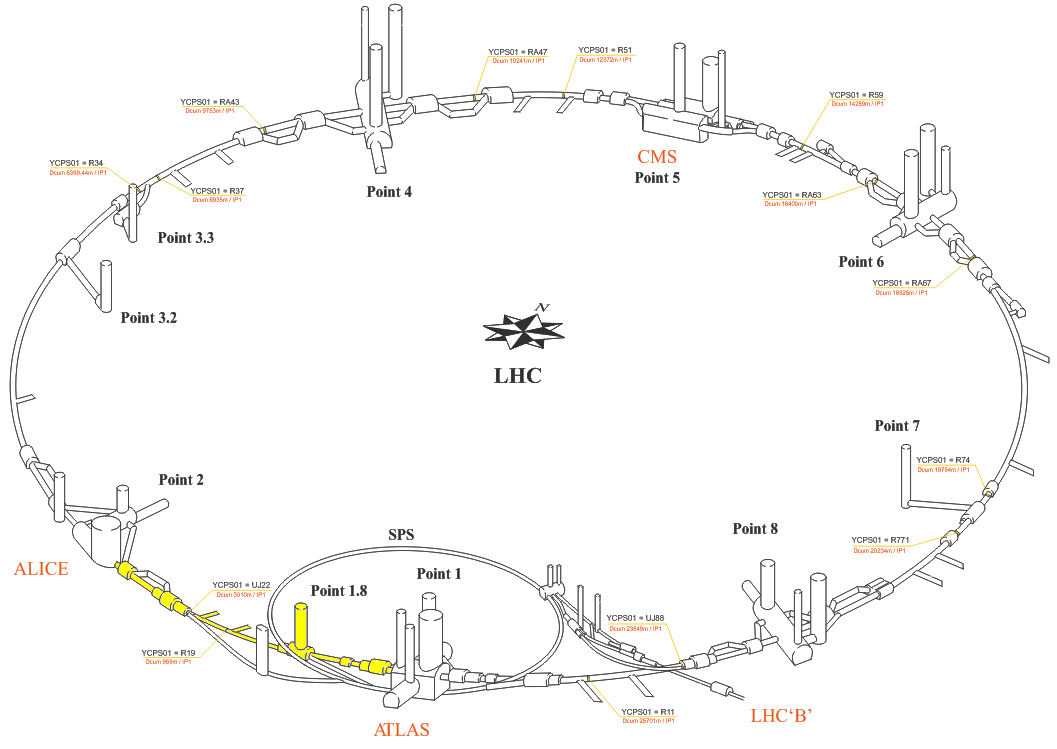 YCPS01 = RA47
Dcum 10241m / IP1
YCPS01 = R51
Dcum 12372m / IP1
YCPS01 = RA43
Dcum 9753m / IP1
YCPS01 = R59
Dcum 14289m / IP1
CMS
Point 5
YCPS01 = R34
Dcum 6399.44m / IP1
YCPS01 = R37
Dcum 6935m / IP1
Point 4
YCPS01 = RA63
Dcum 16400m / IP1
Point 3.3
Point 6
YCPS01 = RA67
Dcum 16925m / IP1
Point 3.2
N
LHC
Point 7
YCPS01 = R74
Dcum 19754m / IP1
Point 2
YCPS01 = R771
Dcum 20234m / IP1
Point 8
SPS
ALICE
Point 1
YCPS01 = UJ22
Dcum 3010m / IP1
Point 1.8
YCPS01 = UJ88
Dcum 23649m / IP1
YCPS01 = R19
Dcum 959m / IP1
YCPS01 = R11
Dcum 25701m / IP1
LHC‘B’
ATLAS